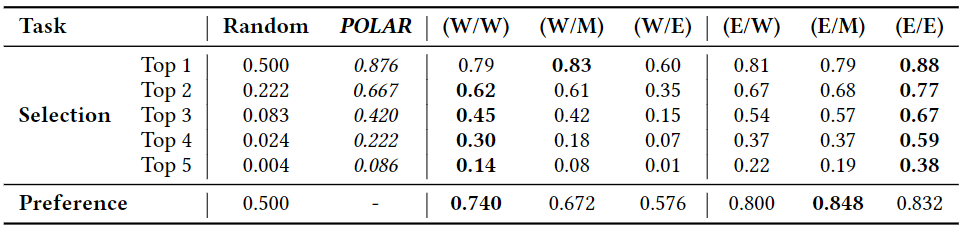 Task Random POLAR (W/W) (W/M) (W/E) (E/W) (E/M) (E/E)
Top 1 0.500 0.876 0.79 0.83 0.60 0.81 0.79 0.88
Top 2 0.222 0.667 0.62 0.61 0.35 0.67 0.68 0.77
Selection Top 3 0.083 0.420 0.45 0.42 0.15 0.54 0.57 0.67
Top 4 0.024 0.222 0.30 0.18 0.07 0.37 0.37 0.59
Top 5 0.004 0.086 0.14 0.08 0.01 0.22 0.19 0.38
Preference 0.500 - 0.740 0.672 0.576 0.800 0.848 0.832